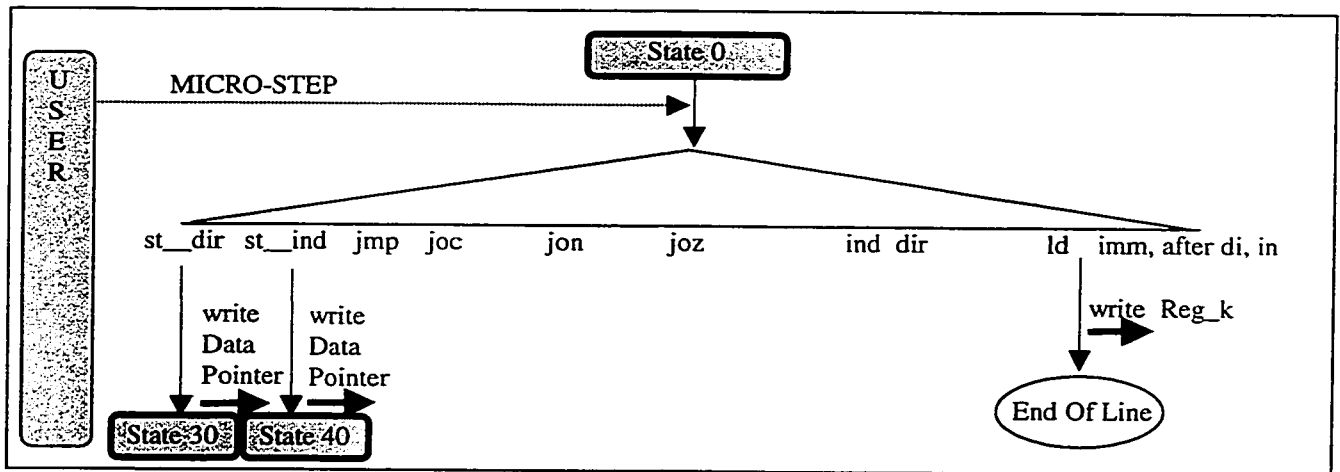 State 0
USER
MICRO-STEP
st__dir st__ind jmp joc jon joz ind dir ld imm, after di, in
write write
Data Data
Pointer Pointer
write Reg_k
State 30 State 40
End Of Line